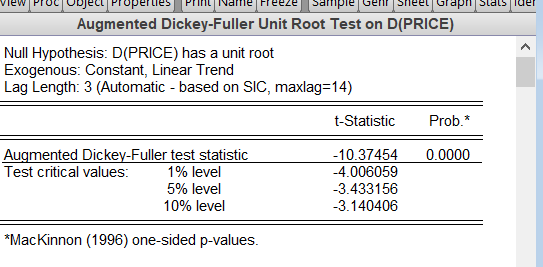 View Proc Object Properties Print Name Freeze Sample Genr Sheet Graph Stats
Augmented Dickey-Fuller Unit Root Test on D(PRICE)
Null Hypothesis: D(PRICE) has a unit root
Exogenous: Constant, Linear Trend
Lag Length: 3 (Automatic - based on SIC, maxlag=14)
t-Statistic Prob.*
Augmented Dickey-Fuller test statistic -10.37454 0.0000
Test critical values: 1% level -4.006059
5% level -3.433156
10% level -3.140406
*MacKinnon (1996) one-sided p-values.